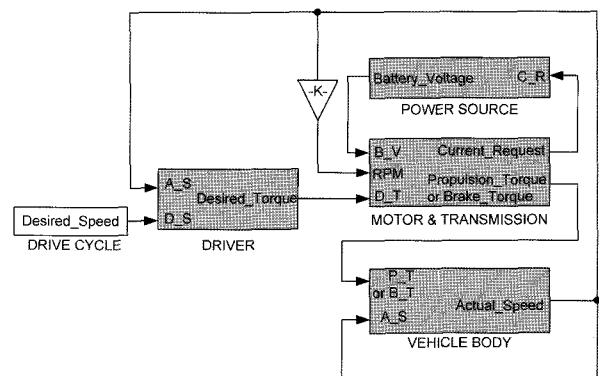 -K-
Battery_Voltage
C_R
POWER SOURCE
B_V
Current_Request
RPM
Propulsion_Torque
or Brake_Torque
D_T
MOTOR & TRANSMISSION
A_S
Desired_Torque
D_S
DRIVER
Desired_Speed
DRIVE CYCLE
P_T
or B_T
Actual_Speed
A_S
VEHICLE BODY